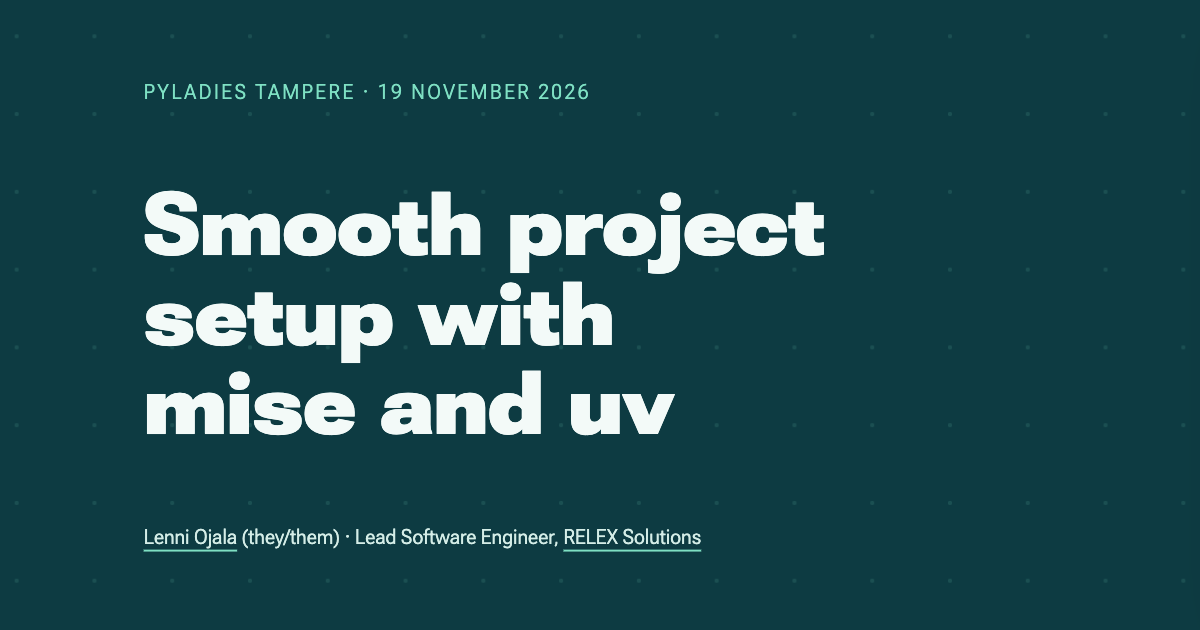 PYLADIES TAMPERE · 19 NOVEMBER 2026
Smooth project
setup with
mise and uv
Lenni Ojala (they/them) · Lead Software Engineer, RELEX Solutions